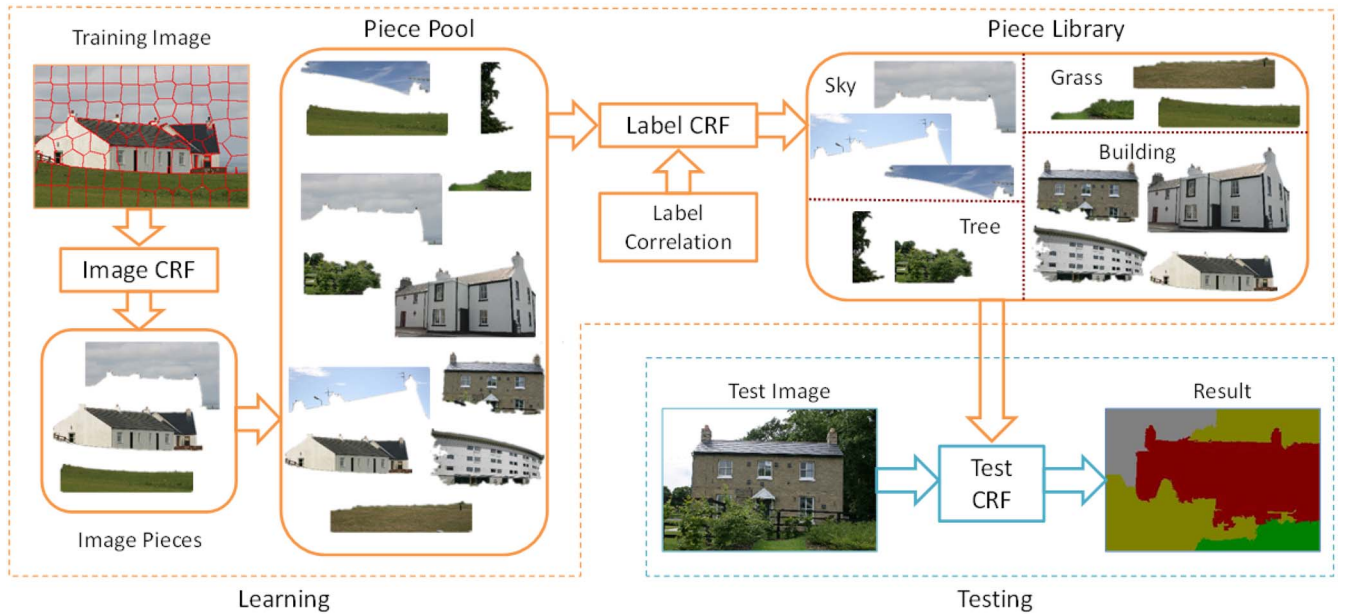 Training Image
Piece Pool
Piece Library
Sky
Grass
Label CRF
Building
Label
Correlation
Tree
Image CRF
Test Image
Result
Test
CRF
Image Pieces
Learning
Testing